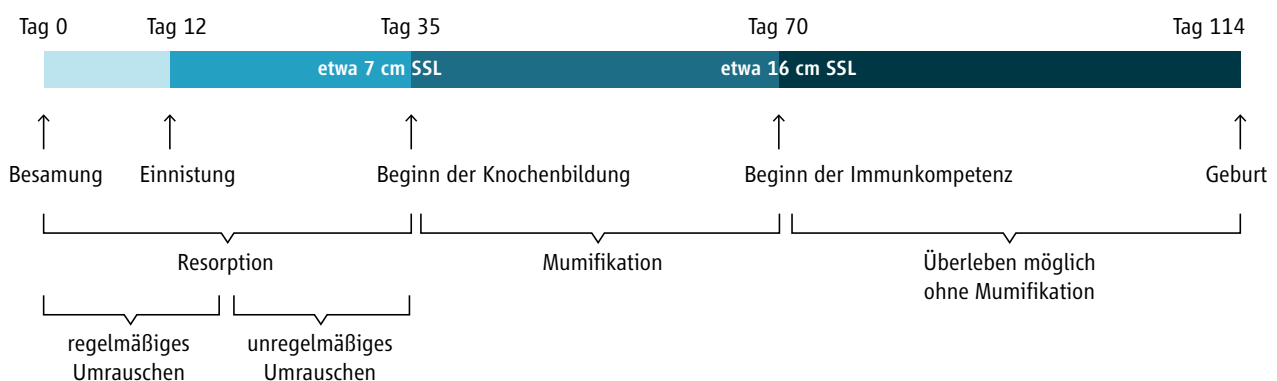 Tag 0 Tag 12 Tag 35 Tag 70 Tag 114
etwa 7 cm SSL etwa 16 cm SSL
Besamung Einnistung Beginn der Knochenbildung Beginn der Immunkompetenz Geburt
Resorption Mumifikation Überleben möglich
ohne Mumifikation
regelmäßiges unregelmäßiges
Umrauschen Umrauschen